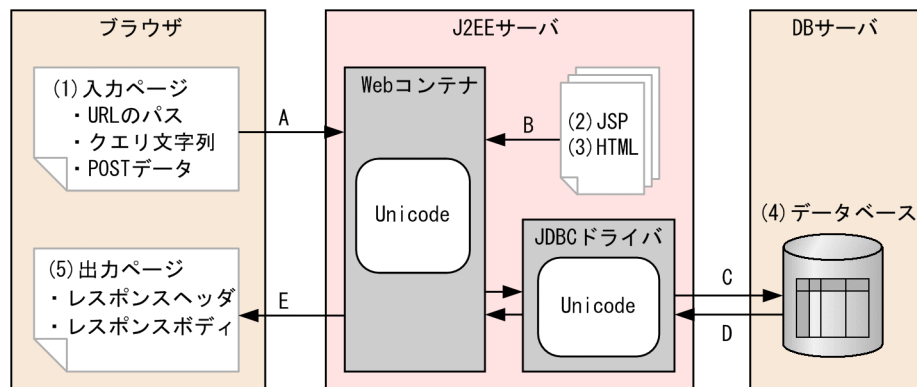 ブラウザ
(1) 入力ページ
・URLのパス
・クエリ文字列
・POSTデータ
A
(5) 出力ページ
・レスポンスヘッダ
・レスポンスボディ
E
J2EEサーバ
Webコンテナ
Unicode
B
(2) JSP
(3) HTML
JDBCドライバ
Unicode
C
D
DBサーバ
(4) データベース